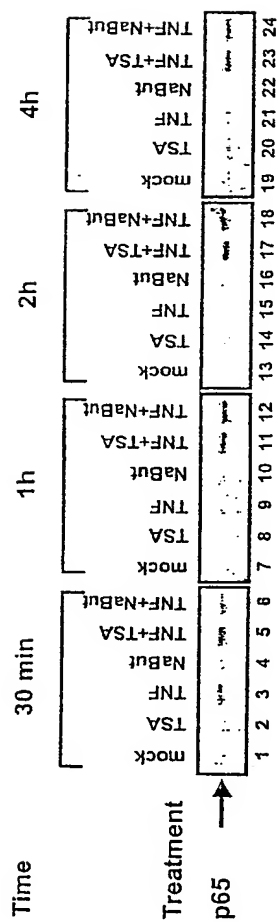 Time 30 min 1h 2h 4h
Treatment mock TSA TNF NaBut TNF+TSA TNF+NaBut mock TSA TNF NaBut TNF+TSA TNF+NaBut mock TSA TNF NaBut TNF+TSA TNF+NaBut mock TSA TNF NaBut TNF+TSA TNF+NaBut
p65
1 2 3 4 5 6 7 8 9 10 11 12 13 14 15 16 17 18 19 20 21 22 23 24